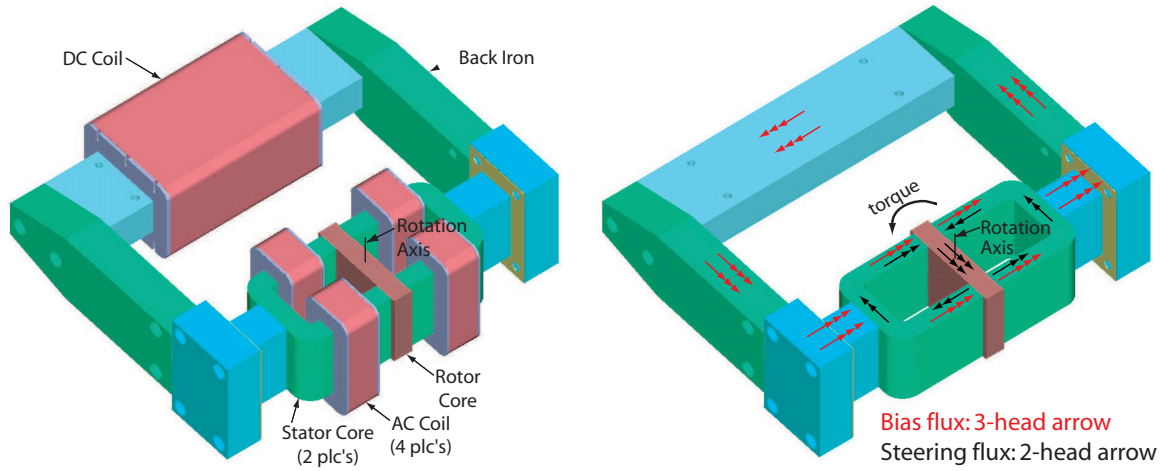 DC Coil
Back Iron
Rotation
Axis
Rotor
Core
AC Coil
(4 plc's)
Stator Core
(2 plc's)
torque
Rotation
Axis
Bias flux: 3-head arrow
Steering flux: 2-head arrow